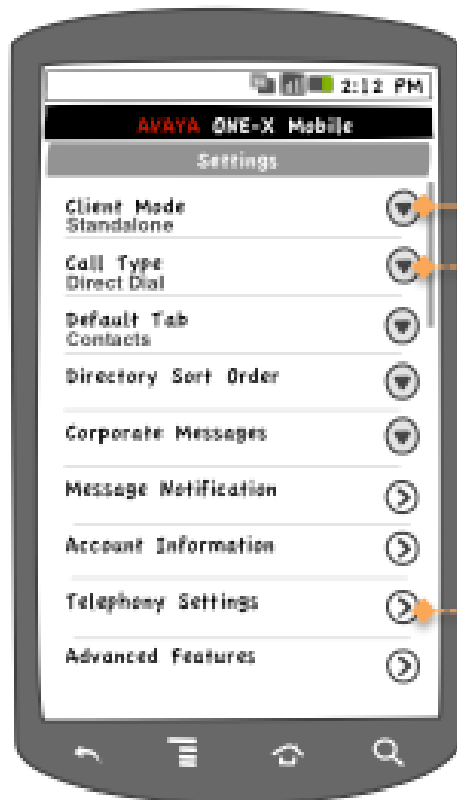 2:12 PM
AVAYA ONE-X Mobile
Settings
Client Mode
Standalone
Call Type
Direct Dial
Default Tab
Contacts
Directory Sort Order
Corporate Messages
Message Notification
Account Information
Telephony Settings
Advanced Features